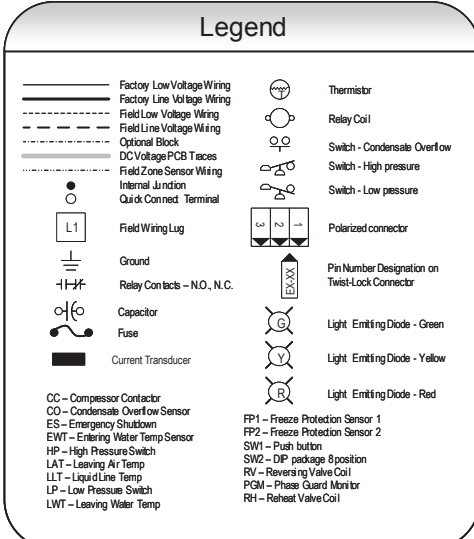 Legend
Factory Low Voltage Wiring
Factory Line Voltage Wiring
Field Low Voltage Wiring
Field Line Voltage Wiring
Optional Block
DC Voltage PCB Traces
Field Zone Sensor Wiring
Internal Junction
Quick Connect Terminal
L1
Field Wiring Lug
Ground
Relay Contacts – N.O., N.C.
Capacitor
Fuse
Current Transducer
CC – Compressor Contactor
CO – Condensate Overflow Sensor
ES – Emergency Shutdown
EWT – Entering Water Temp Sensor
HP – High Pressure Switch
LAT – Leaving Air Temp
LLT – Liquid Line Temp
LP – Low Pressure Switch
LWT – Leaving Water Temp
Thermistor
Relay Coil
Switch - Condensate Overflow
Switch - High pressure
Switch - Low pressure
3 2 1
Polarized connector
EX-XX
Pin Number Designation on
Twist-Lock Connector
G
Light Emitting Diode - Green
Y
Light Emitting Diode - Yellow
R
Light Emitting Diode - Red
FP1 – Freeze Protection Sensor 1
FP2 – Freeze Protection Sensor 2
SW1 – Push button
SW2 – DIP package 8 position
RV – Reversing Valve Coil
PGM – Phase Guard Monitor
RH – Reheat Valve Coil